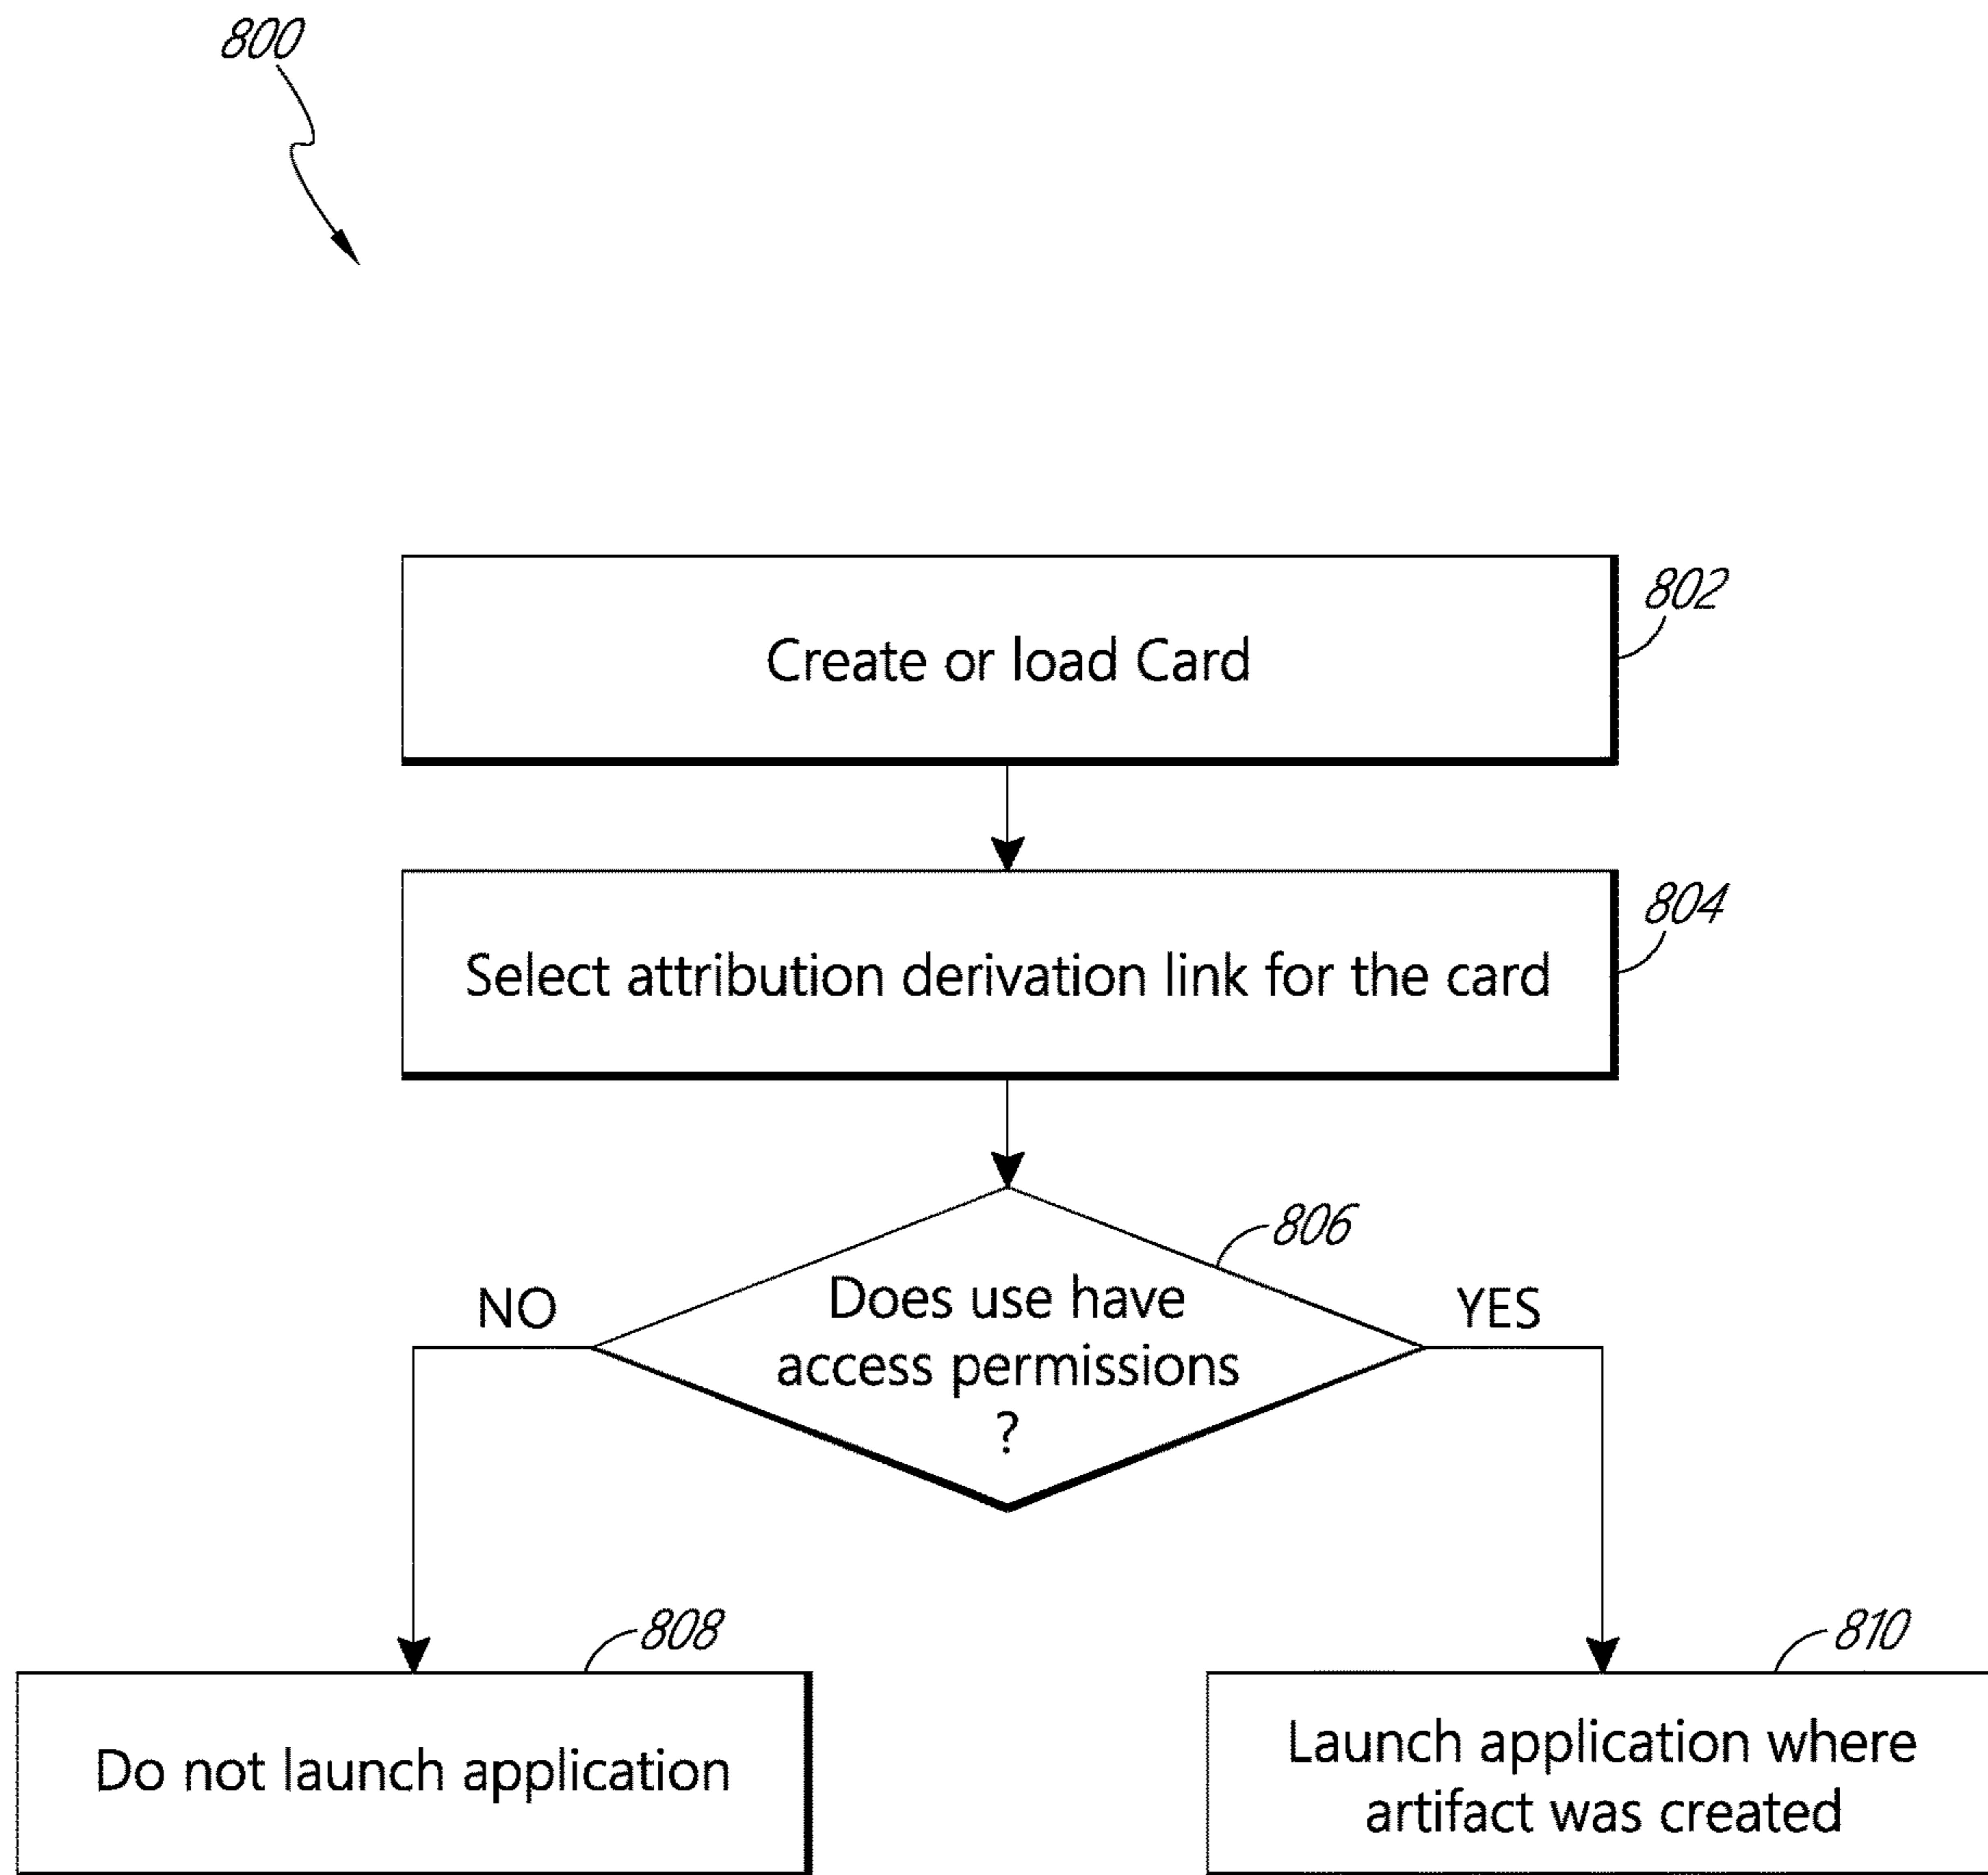 800
Create or load Card
802
Select attribution derivation link for the card
804
806
Does use have
access permissions
?
NO
YES
808
Do not launch application
810
Launch application where
artifact was created